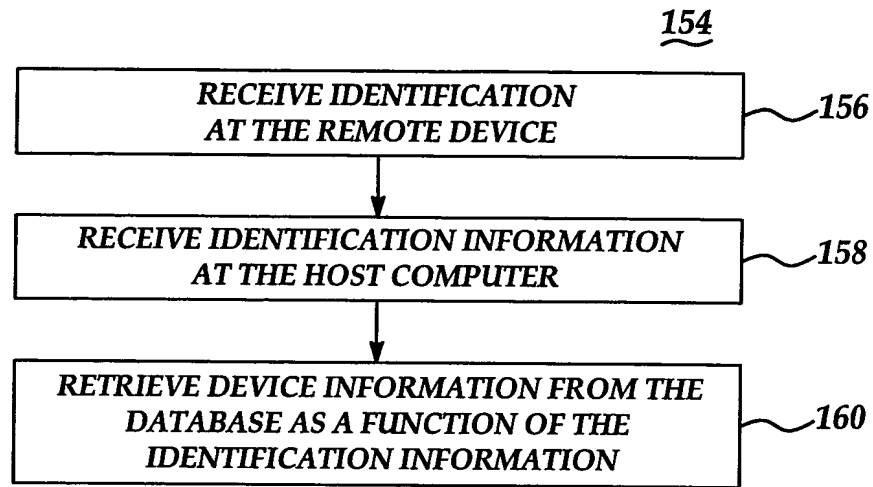 154
RECEIVE IDENTIFICATION
AT THE REMOTE DEVICE
156
RECEIVE IDENTIFICATION INFORMATION
AT THE HOST COMPUTER
158
RETRIEVE DEVICE INFORMATION FROM THE
DATABASE AS A FUNCTION OF THE
IDENTIFICATION INFORMATION
160